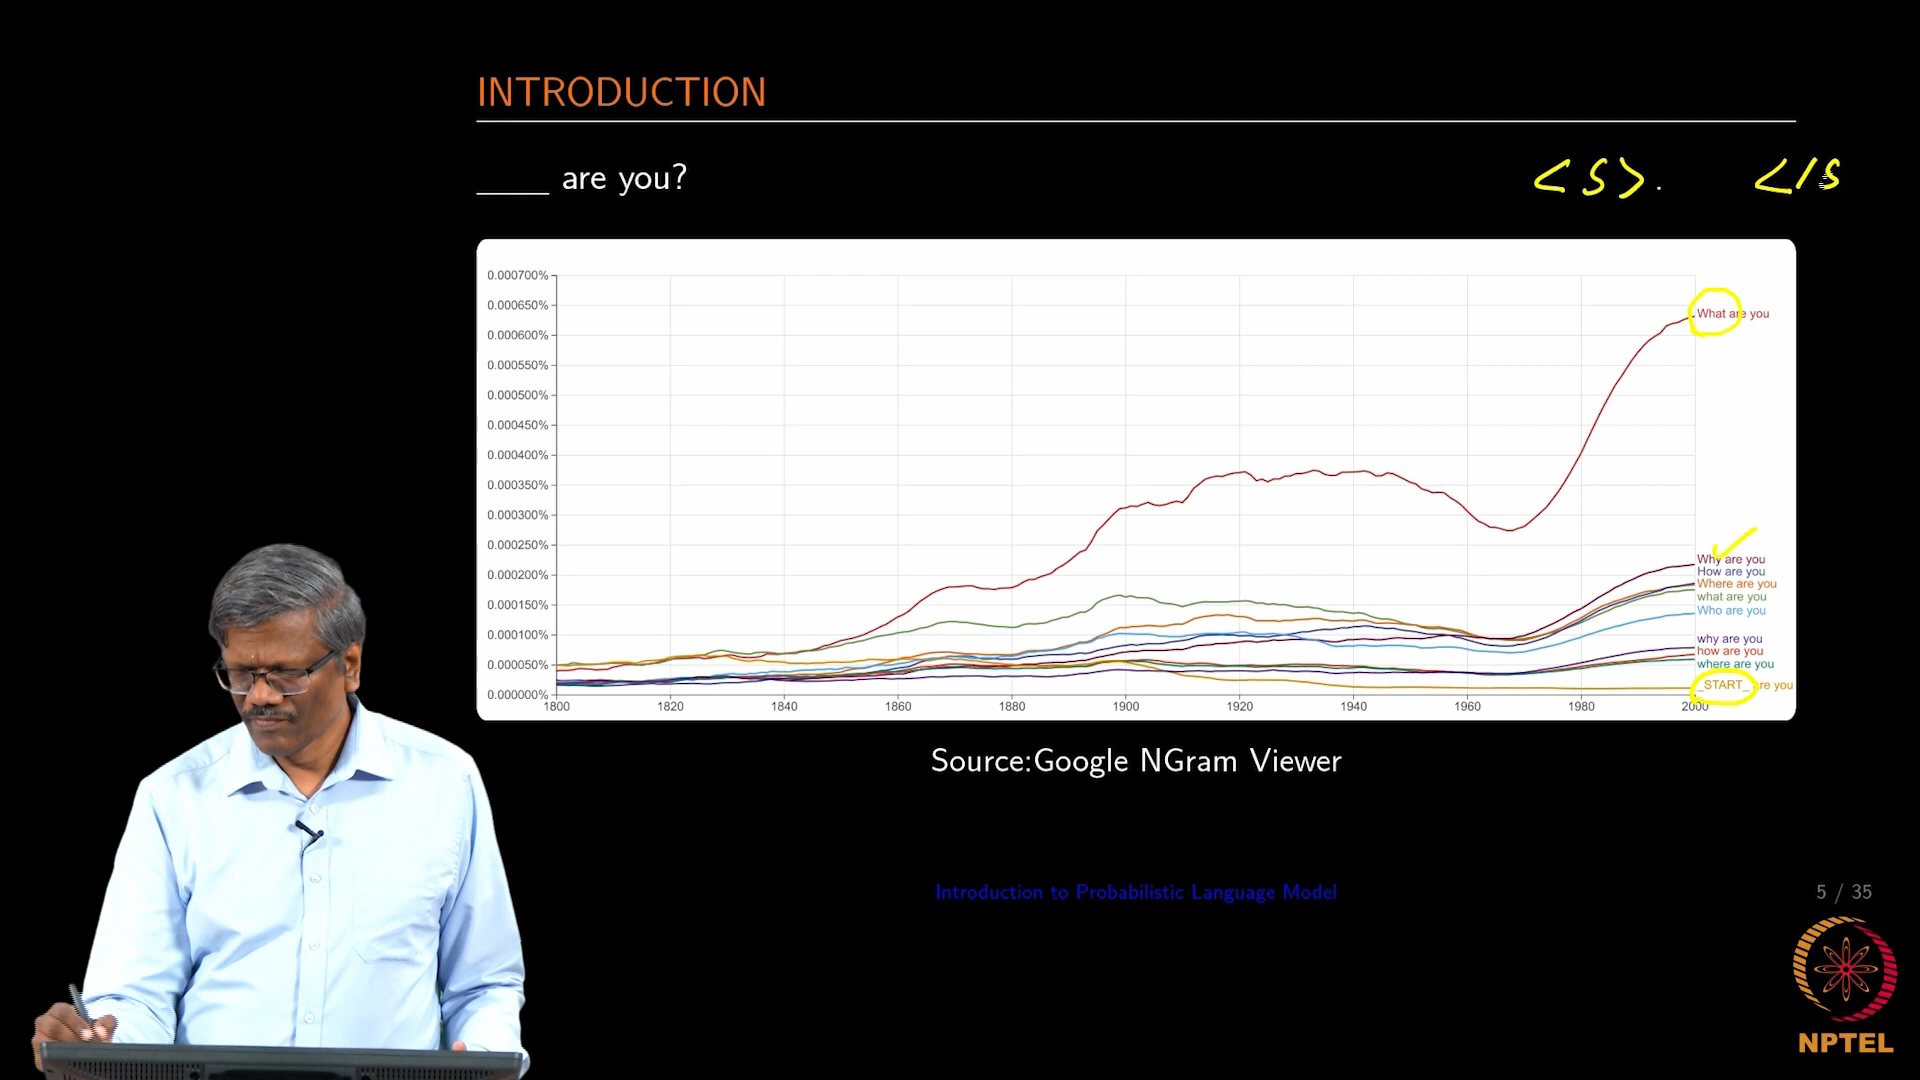 INTRODUCTION
____ are you?
<s>. </s
0.000700%
0.000650%
0.000600%
0.000550%
0.000500%
0.000450%
0.000400%
0.000350%
0.000300%
0.000250%
0.000200%
0.000150%
0.000100%
0.000050%
0.000000%
What are you
Why are you
How are you
Where are you
what are you
Who are you
why are you
how are you
where are you
_START_ are you
1800 1820 1840 1860 1880 1900 1920 1940 1960 1980 2000
Source:Google NGram Viewer
Introduction to Probabilistic Language Model
5 / 35
NPTEL